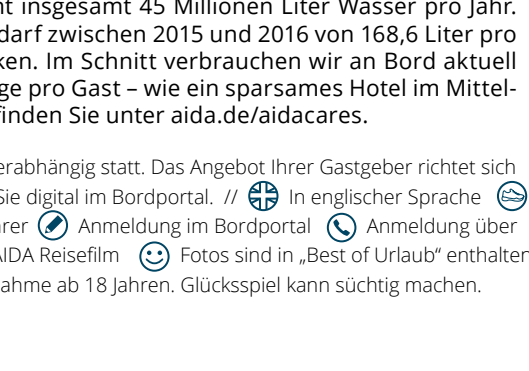 nt insgesamt 45 Millionen Liter Wasser pro Jahr.
darf zwischen 2015 und 2016 von 168,6 Liter pro
ken. Im Schnitt verbrauchen wir an Bord aktuell
ge pro Gast – wie ein sparsames Hotel im Mittel-
finden Sie unter aida.de/aidacares.
erabhängig statt. Das Angebot Ihrer Gastgeber richtet sich
Sie digital im Bordportal. // In englischer Sprache
rer Anmeldung im Bordportal Anmeldung über
AIDA Reisefilm Fotos sind in „Best of Urlaub“ enthalten
nahme ab 18 Jahren. Glücksspiel kann süchtig machen.